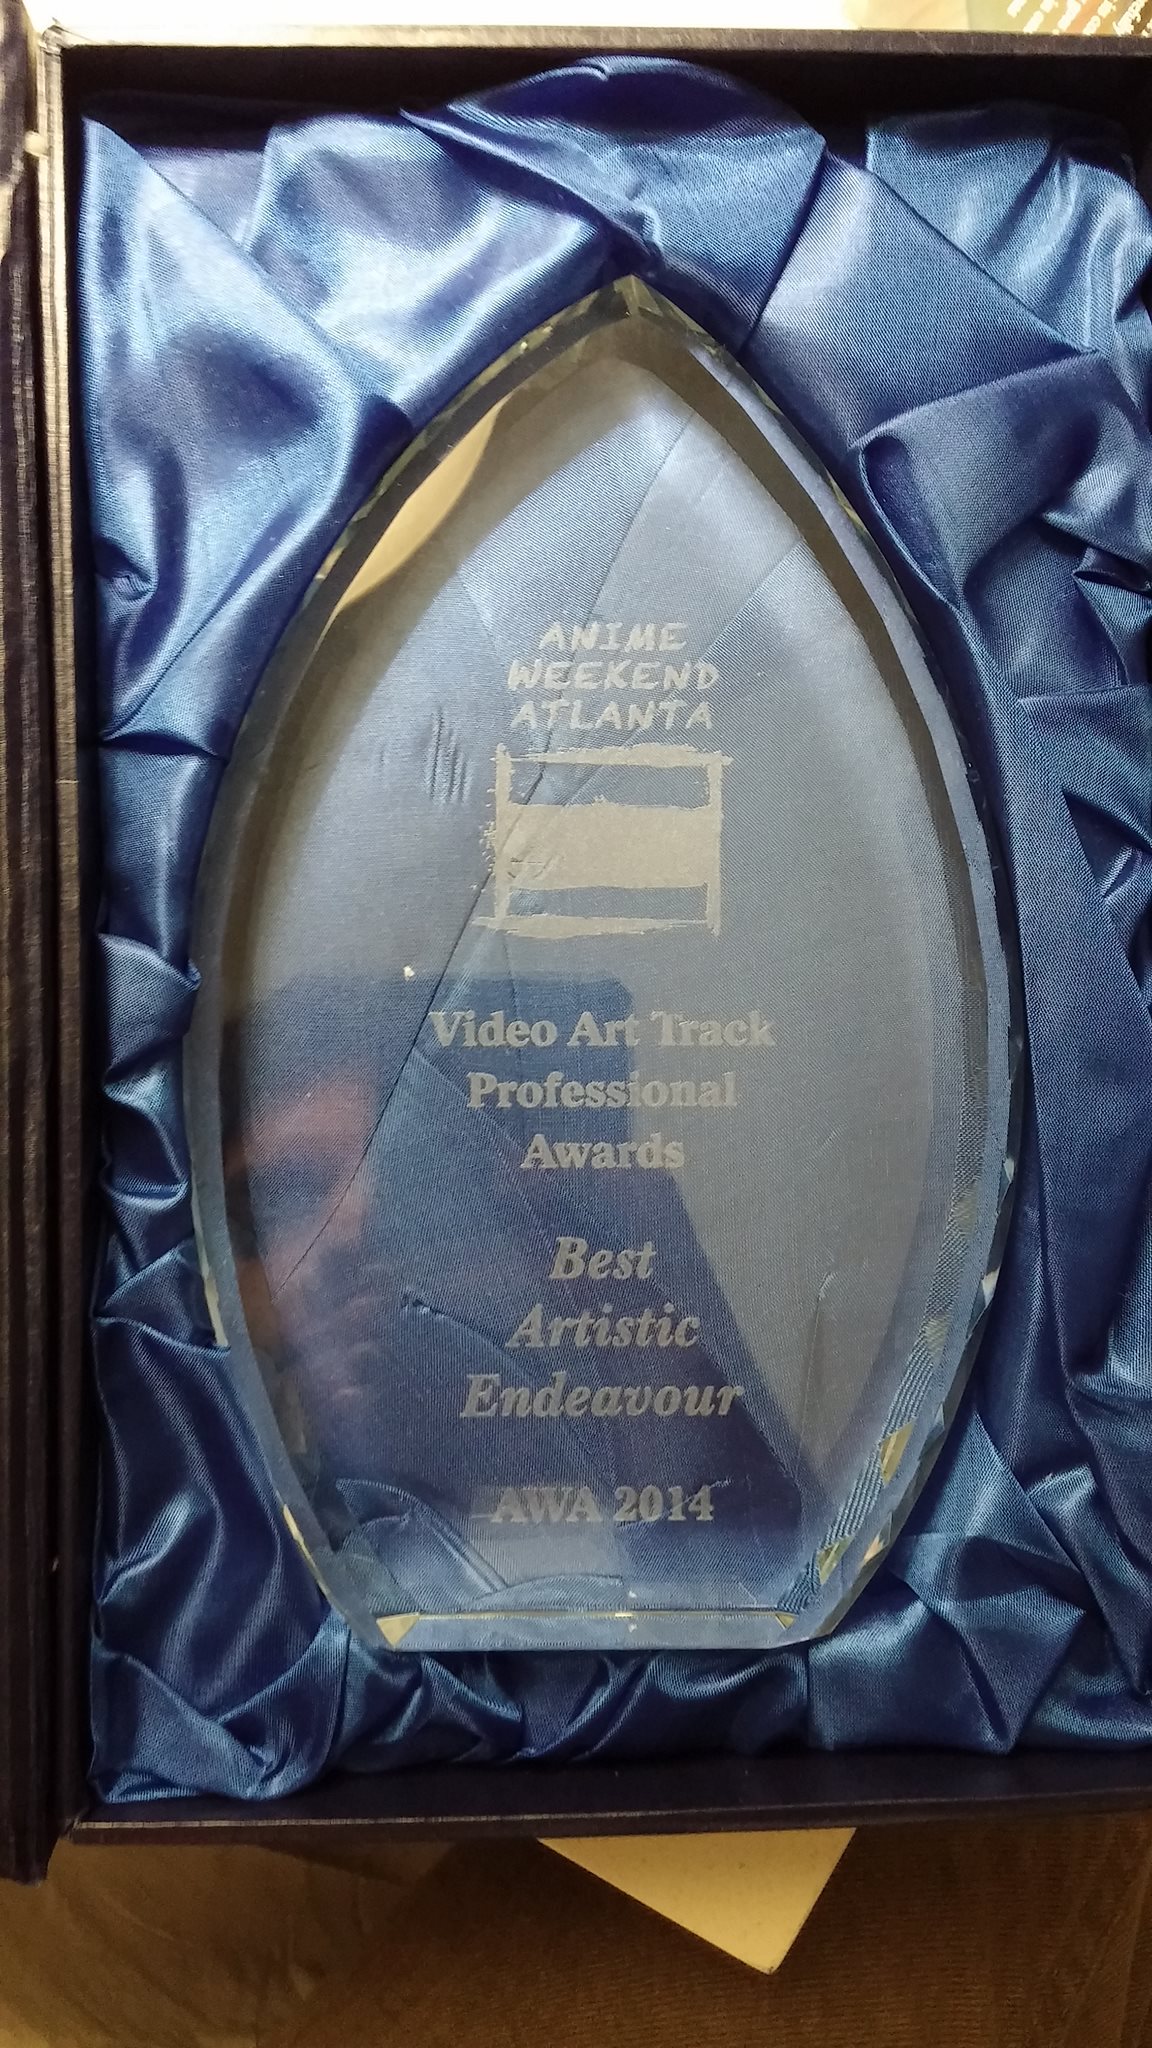 ANIME
WEEKEND
ATLANTA
Video Art Track
Professional
Awards
Best
Artistic
Endeavour
AWA 2014